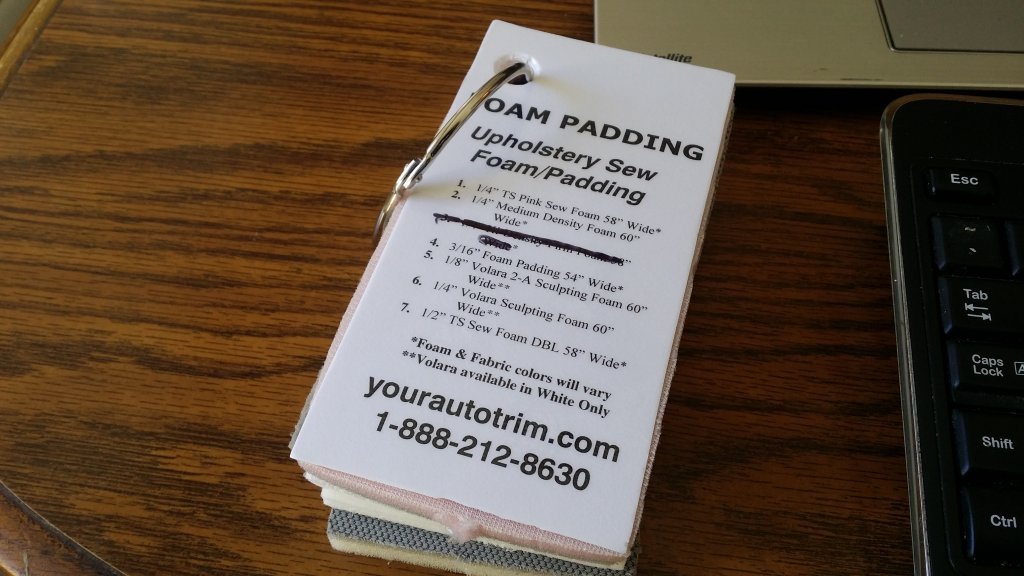 OAM PADDING
Upholstery Sew
Foam/Padding
1. 1/4" TS Pink Sew Foam 58" Wide*
2. 1/4" Medium Density Foam 60"
Wide*
4. 3/16" Foam Padding 54" Wide*
5. 1/8" Volara 2-A Sculpting Foam 60"
Wide**
6. 1/4" Volara Sculpting Foam 60"
Wide**
7. 1/2" TS Sew Foam DBL 58" Wide*
*Foam & Fabric colors will vary
**Volara available in White Only
yourautotrim.com
1-888-212-8630
Esc
~
Tab
Caps
Lock
A
Shift
Ctrl